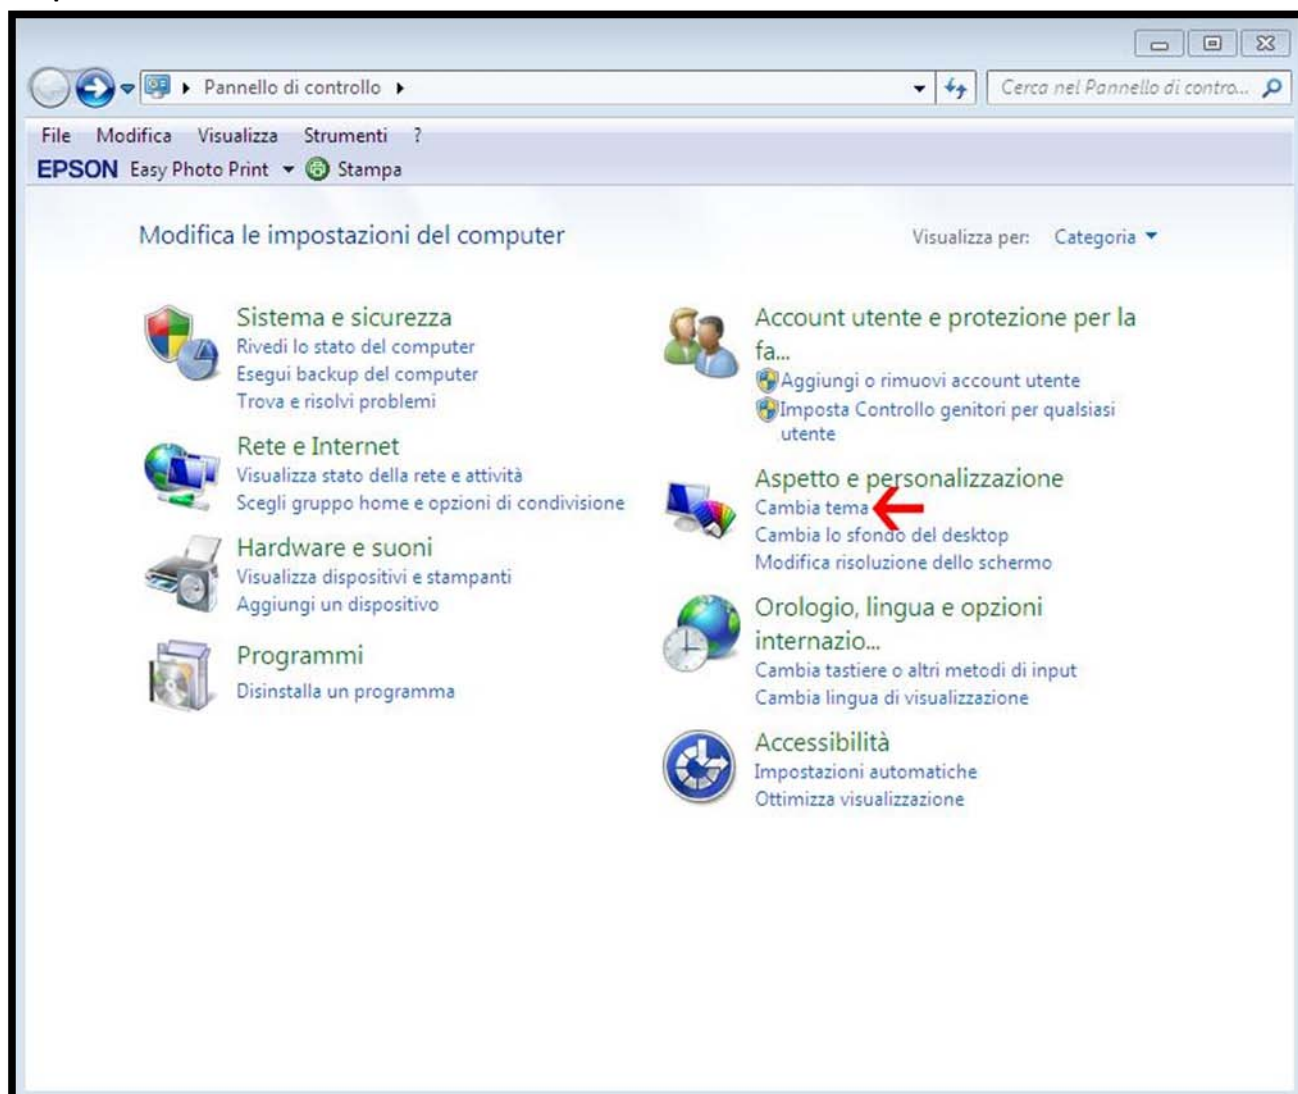 Pannello di controllo
Cerca nel Pannello di contro...
File Modifica Visualizza Strumenti ?
EPSON Easy Photo Print Stampa
Modifica le impostazioni del computer
Visualizza per: Categoria
Sistema e sicurezza
Rivedi lo stato del computer
Esegui backup del computer
Trova e risolvi problemi
Rete e Internet
Visualizza stato della rete e attività
Scegli gruppo home e opzioni di condivisione
Hardware e suoni
Visualizza dispositivi e stampanti
Aggiungi un dispositivo
Programmi
Disinstalla un programma
Account utente e protezione per la
fa...
Aggiungi o rimuovi account utente
Imposta Controllo genitori per qualsiasi
utente
Aspetto e personalizzazione
Cambia tema
Cambia lo sfondo del desktop
Modifica risoluzione dello schermo
Orologio, lingua e opzioni
internazio...
Cambia tastiere o altri metodi di input
Cambia lingua di visualizzazione
Accessibilità
Impostazioni automatiche
Ottimizza visualizzazione